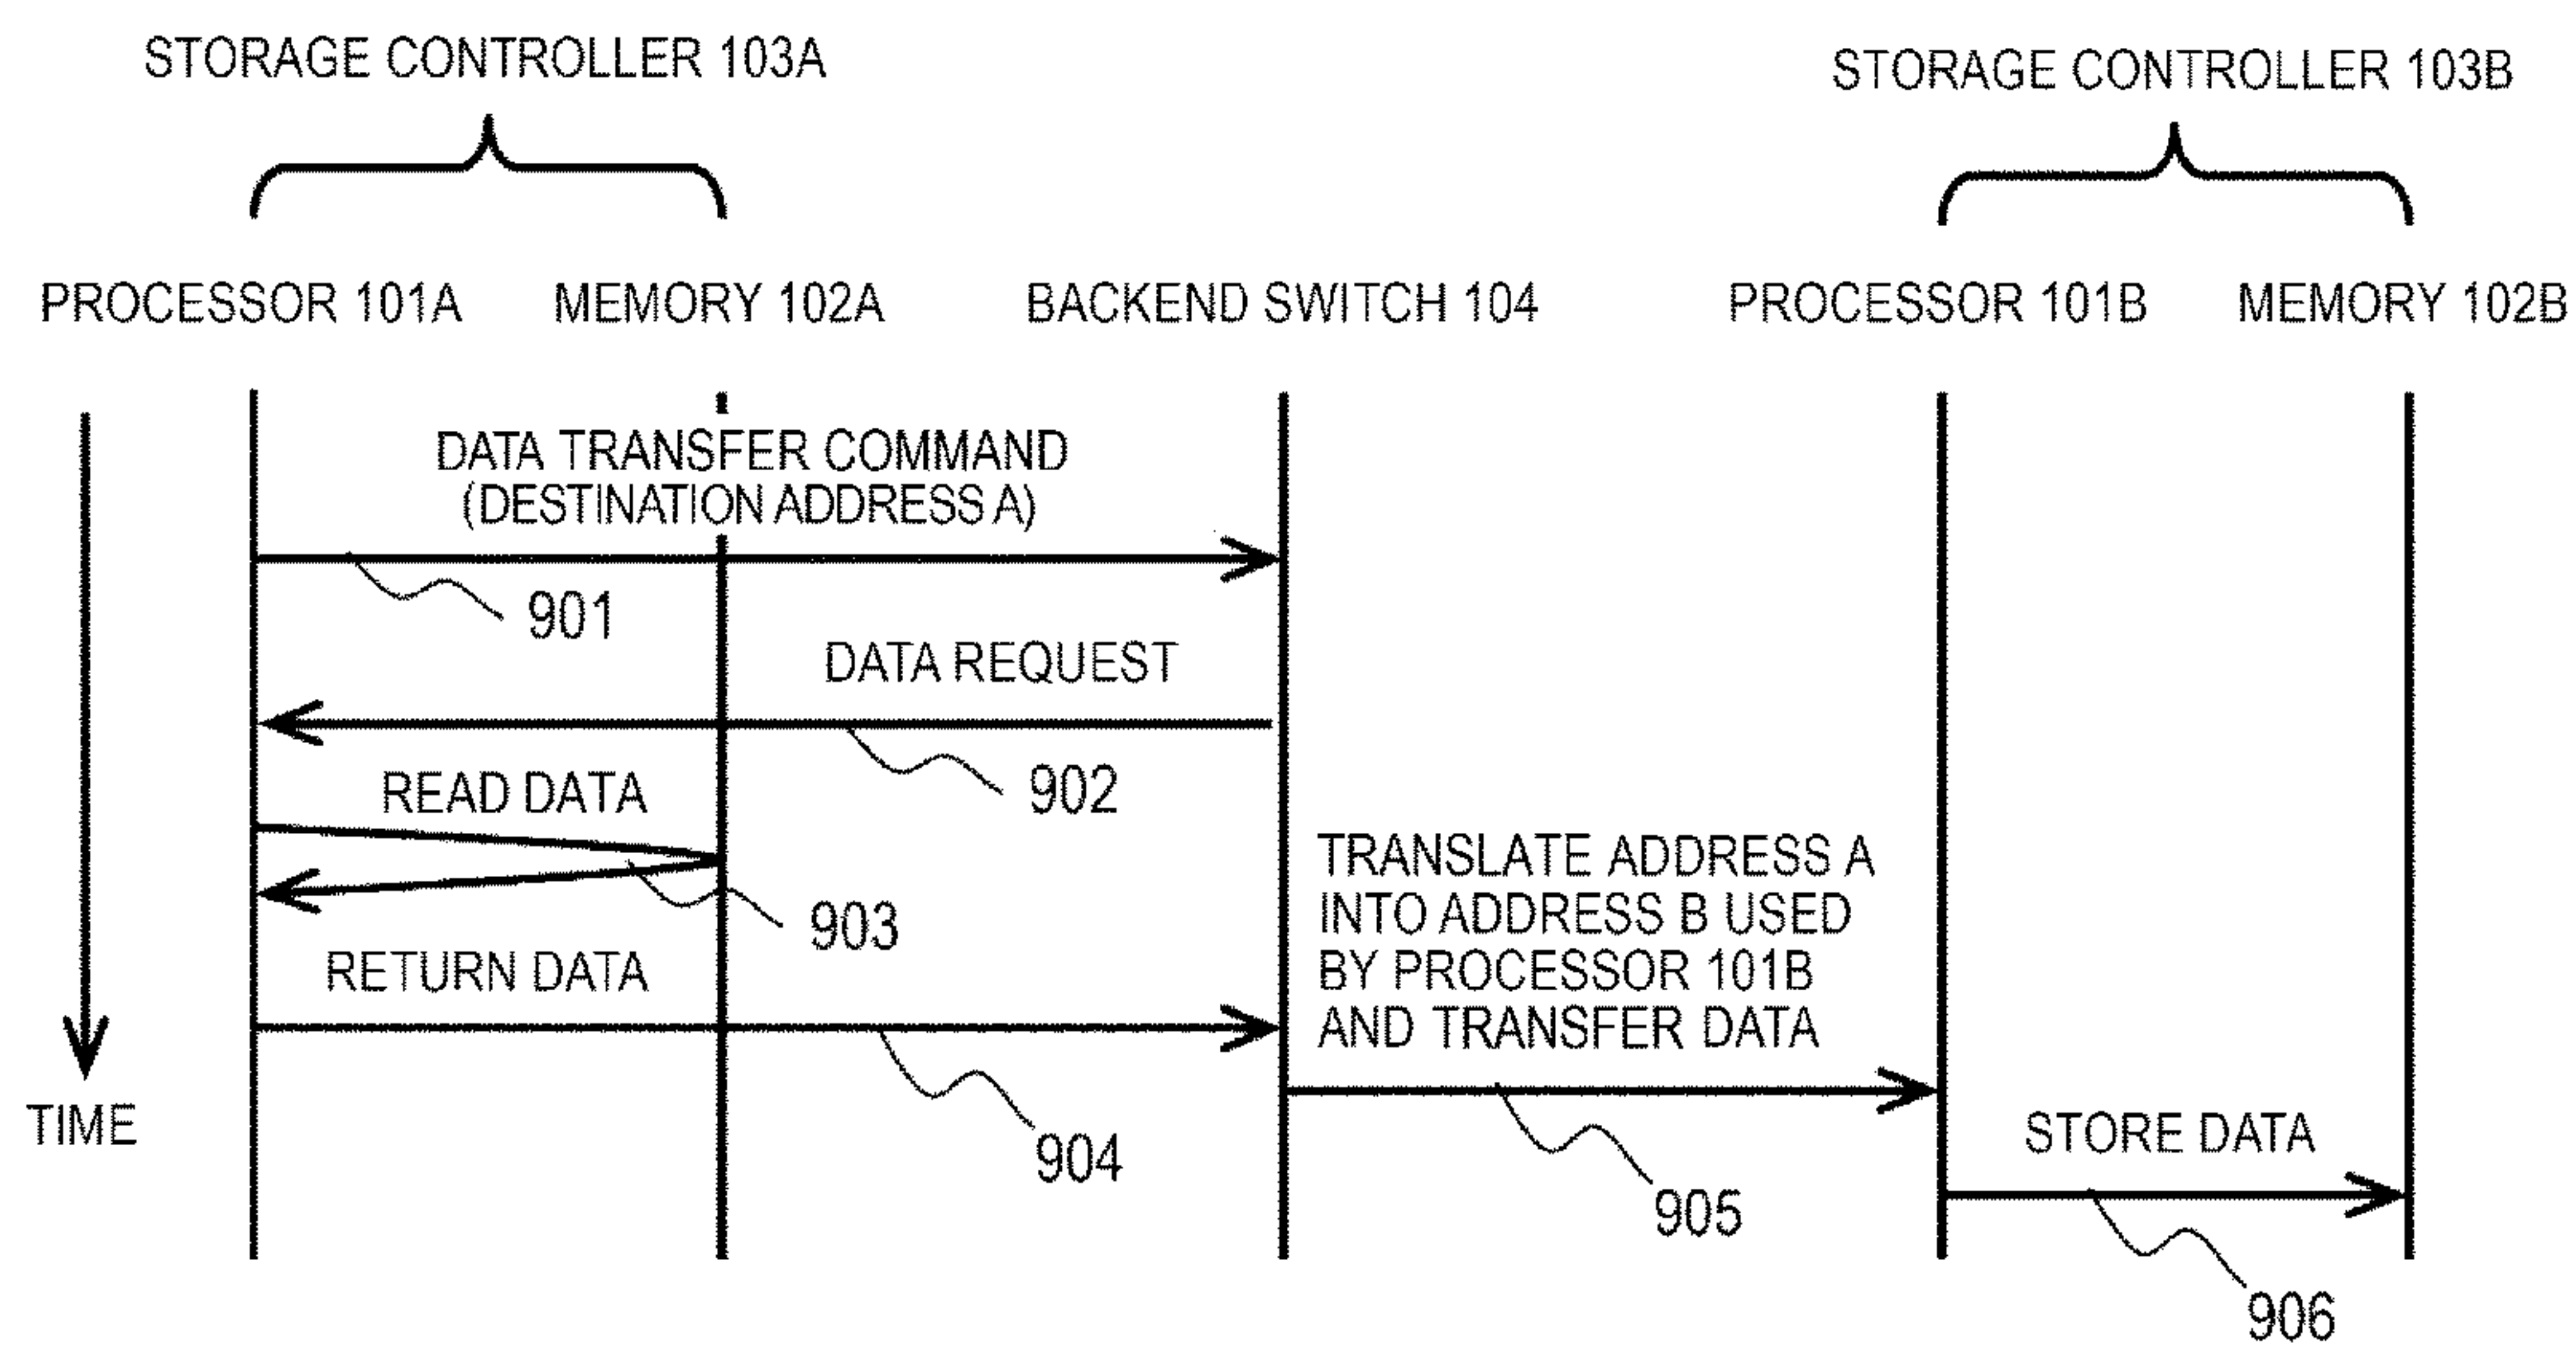 STORAGE CONTROLLER 103A
STORAGE CONTROLLER 103B
PROCESSOR 101A
MEMORY 102A
BACKEND SWITCH 104
PROCESSOR 101B
MEMORY 102B
DATA TRANSFER COMMAND
(DESTINATION ADDRESS A)
901
DATA REQUEST
902
READ DATA
903
RETURN DATA
904
TRANSLATE ADDRESS A
INTO ADDRESS B USED
BY PROCESSOR 101B
AND TRANSFER DATA
905
STORE DATA
906
TIME